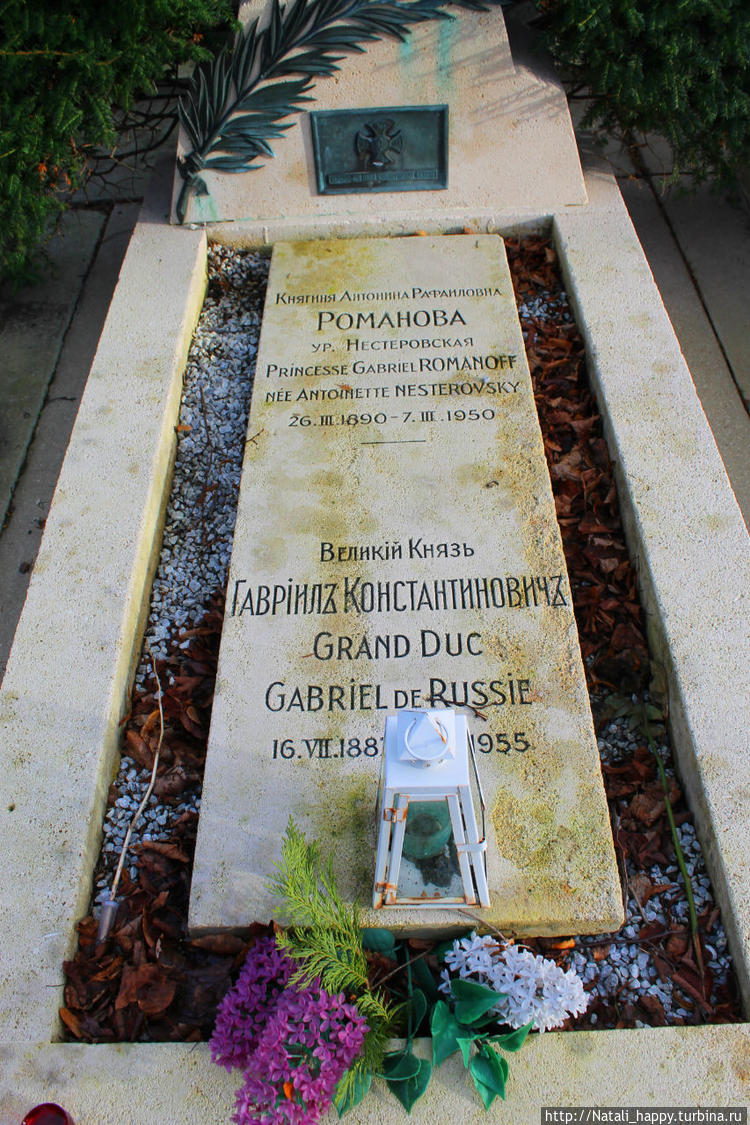 Княгиня Антонина Рафаиловна
РОМАНОВА
ур. Нестеровская
Princesse Gabriel ROMANOFF
née Antoinette NESTEROVSKY
26.III.1890-7.III.1950
Великій Князь
Гавріилъ Константиновичъ
Grand Duc
Gabriel de Russie
16.VII.188 955
http://Natali_happy.turbina.ru